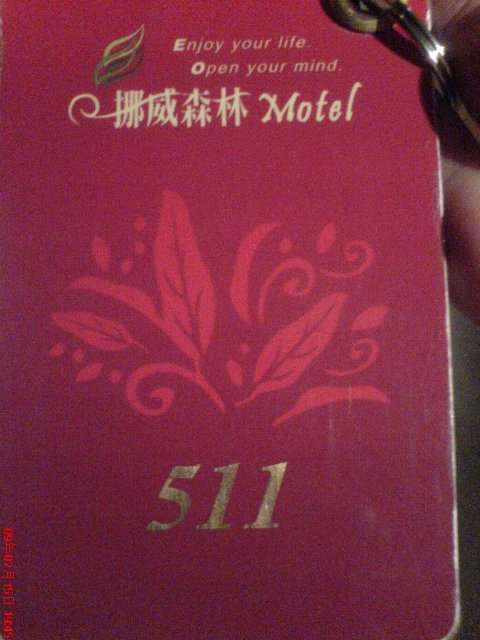 Enjoy your life.
Open your mind.
挪威森林 Motel
511